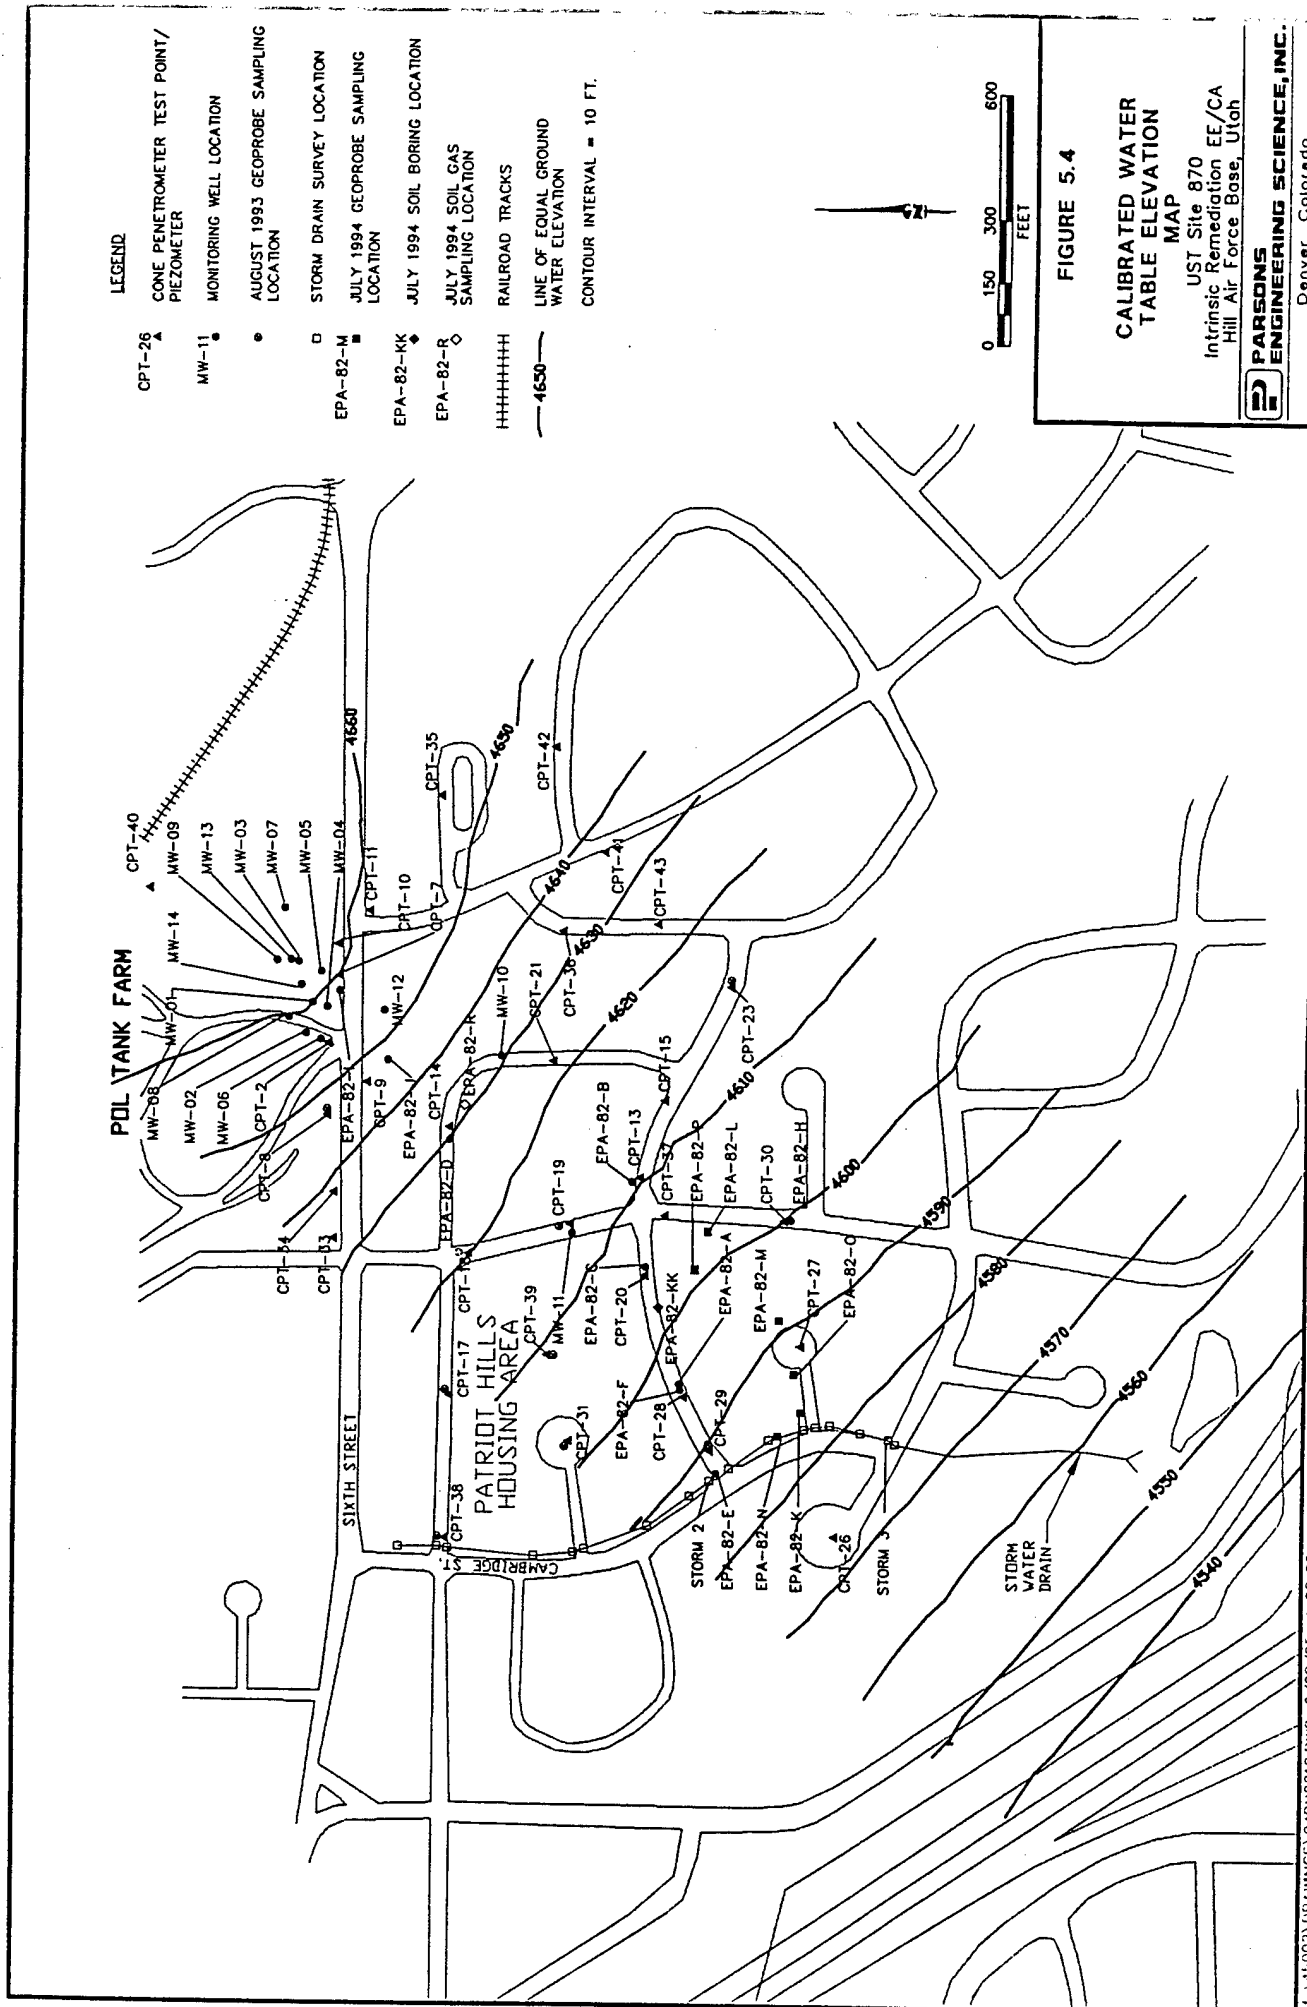 LEGEND
CPT-26
CONE PENETROMETER TEST POINT/
PIEZOMETER
MW-11
MONITORING WELL LOCATION
AUGUST 1993 GEOPROBE SAMPLING
LOCATION
STORM DRAIN SURVEY LOCATION
EPA-82-M
JULY 1994 GEOPROBE SAMPLING
LOCATION
EPA-82-KK
JULY 1994 SOIL BORING LOCATION
EPA-82-R
JULY 1994 SOIL GAS
SAMPLING LOCATION
RAILROAD TRACKS
4650
LINE OF EQUAL GROUND
WATER ELEVATION
CONTOUR INTERVAL = 10 FT.
0 150 300 600
FEET
FIGURE 5.4
CALIBRATED WATER
TABLE ELEVATION
MAP
UST Site 870
Intrinsic Remediation EE/CA
Hill Air Force Base, Utah
PARSONS
ENGINEERING SCIENCE, INC.
Denver, Colorado
POL TANK FARM
CPT-40
MW-09
MW-13
MW-03
MW-07
MW-05
MW-04
MW-14
MW-01
MW-08
MW-02
MW-06
CPT-2
CPT-8
CPT-34
CPT-33
CPT-11
CPT-10
CPT-7
MW-12
EPA-82-I
CPT-9
EPA-82-J
CPT-14
EPA-82-R
MW-10
CPT-21
CPT-36
CPT-35
CPT-42
CPT-41
CPT-43
CPT-23
CPT-15
EPA-82-D
CPT-19
EPA-82-B
CPT-13
CPT-37
EPA-82-P
EPA-82-L
CPT-30
EPA-82-H
CPT-39
MW-11
EPA-82-C
CPT-20
EPA-82-KK
EPA-82-A
EPA-82-M
CPT-27
EPA-82-O
CPT-17
PATRIOT HILLS
HOUSING AREA
CPT-31
EPA-82-F
CPT-28
CPT-29
CPT-38
SIXTH STREET
CAMBRIDGE ST.
STORM 2
EPA-82-E
EPA-82-N
EPA-82-K
CPT-26
STORM 3
STORM
WATER
DRAIN
4660
4650
4640
4630
4620
4610
4600
4590
4580
4570
4560
4550
4540